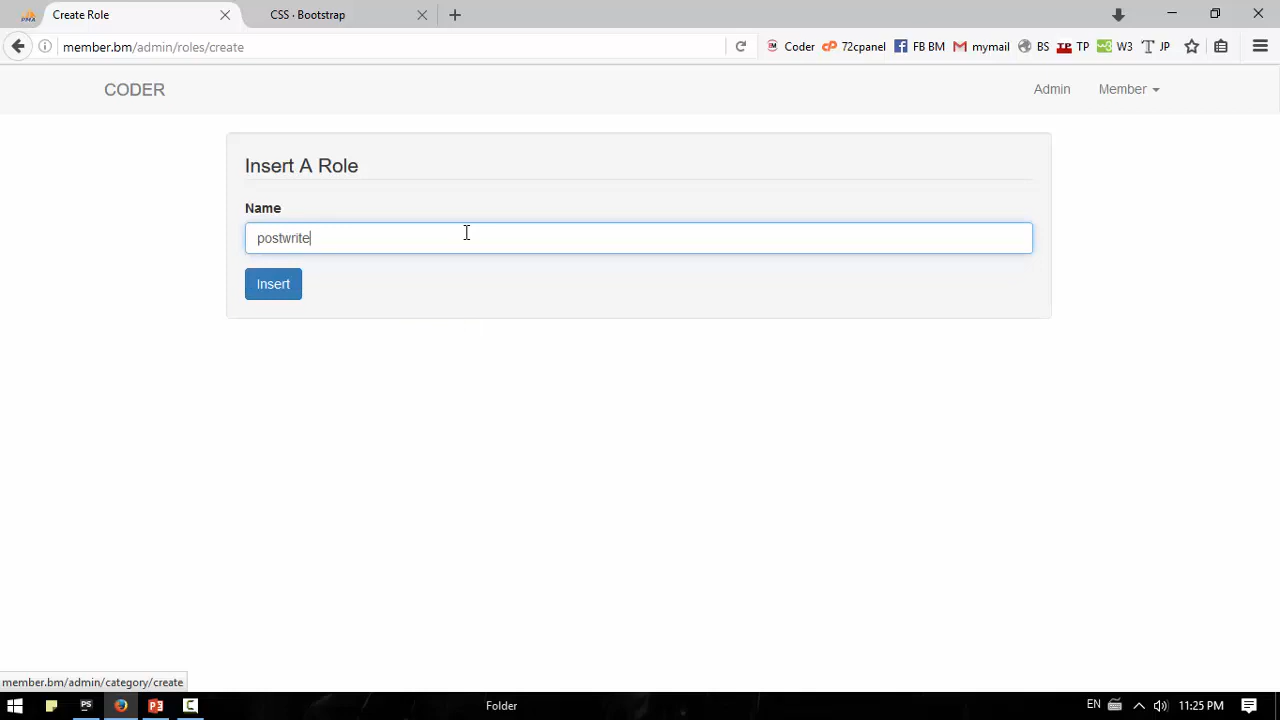 Create Role
CSS · Bootstrap
member.bm/admin/roles/create
Coder
72cpanel
FB BM
mymail
BS
TP
W3
JP
CODER
Admin
Member
Insert A Role
Name
postwrite
Insert
member.bm/admin/category/create
Folder
EN
11:25 PM